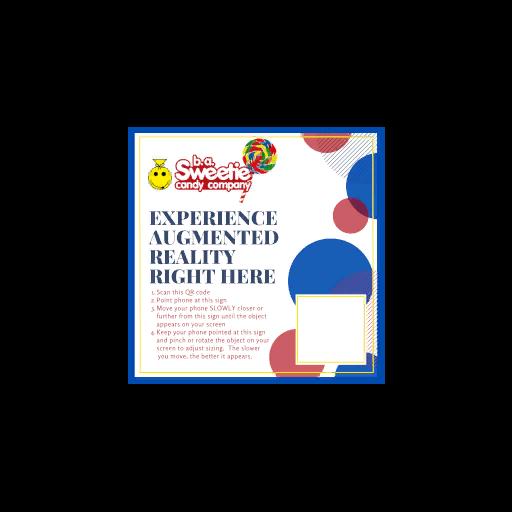 b.a.
Sweetie
candy company
EXPERIENCE
AUGMENTED
REALITY
RIGHT HERE
1. Scan this QR code
2. Point phone at this sign
3. Move your phone SLOWLY closer or
further from this sign until the object
appears on your screen
4. Keep your phone pointed at this sign
and pinch or rotate the object on your
screen to adjust sizing. The slower
you move, the better it appears.